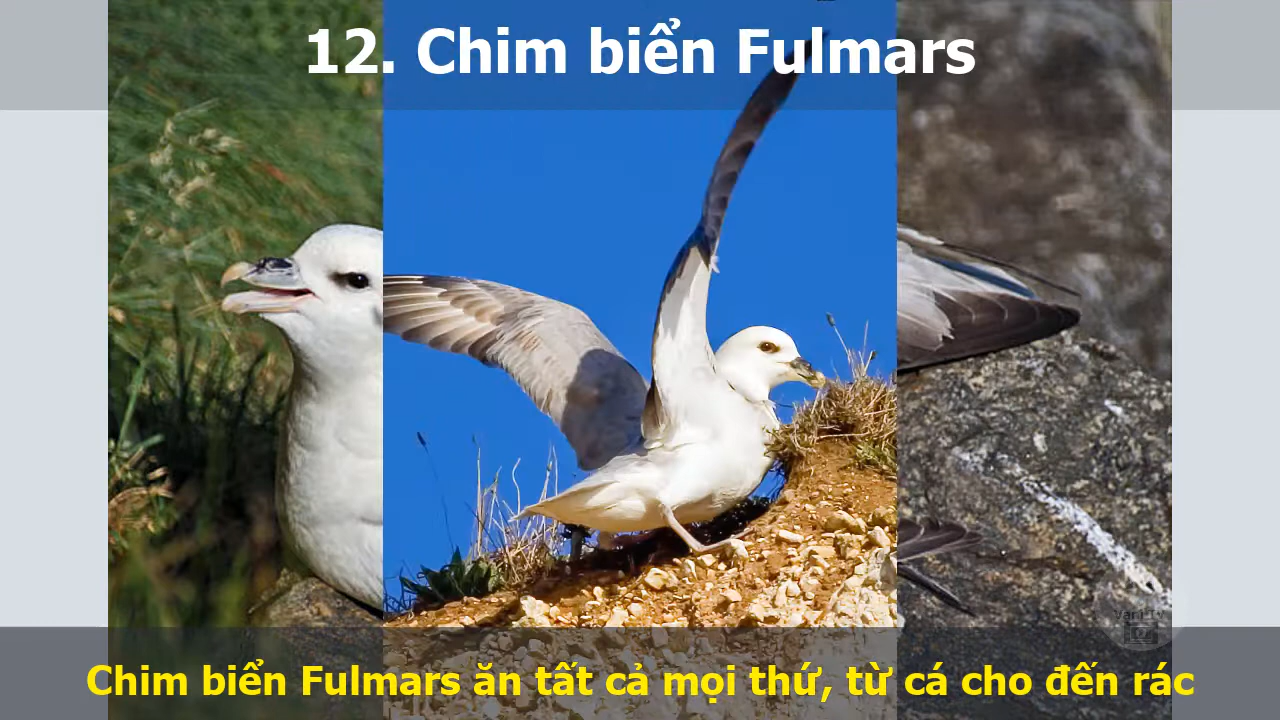 12. Chim biển Fulmars
Chim biển Fulmars ăn tất cả mọi thứ, từ cá cho đến rác